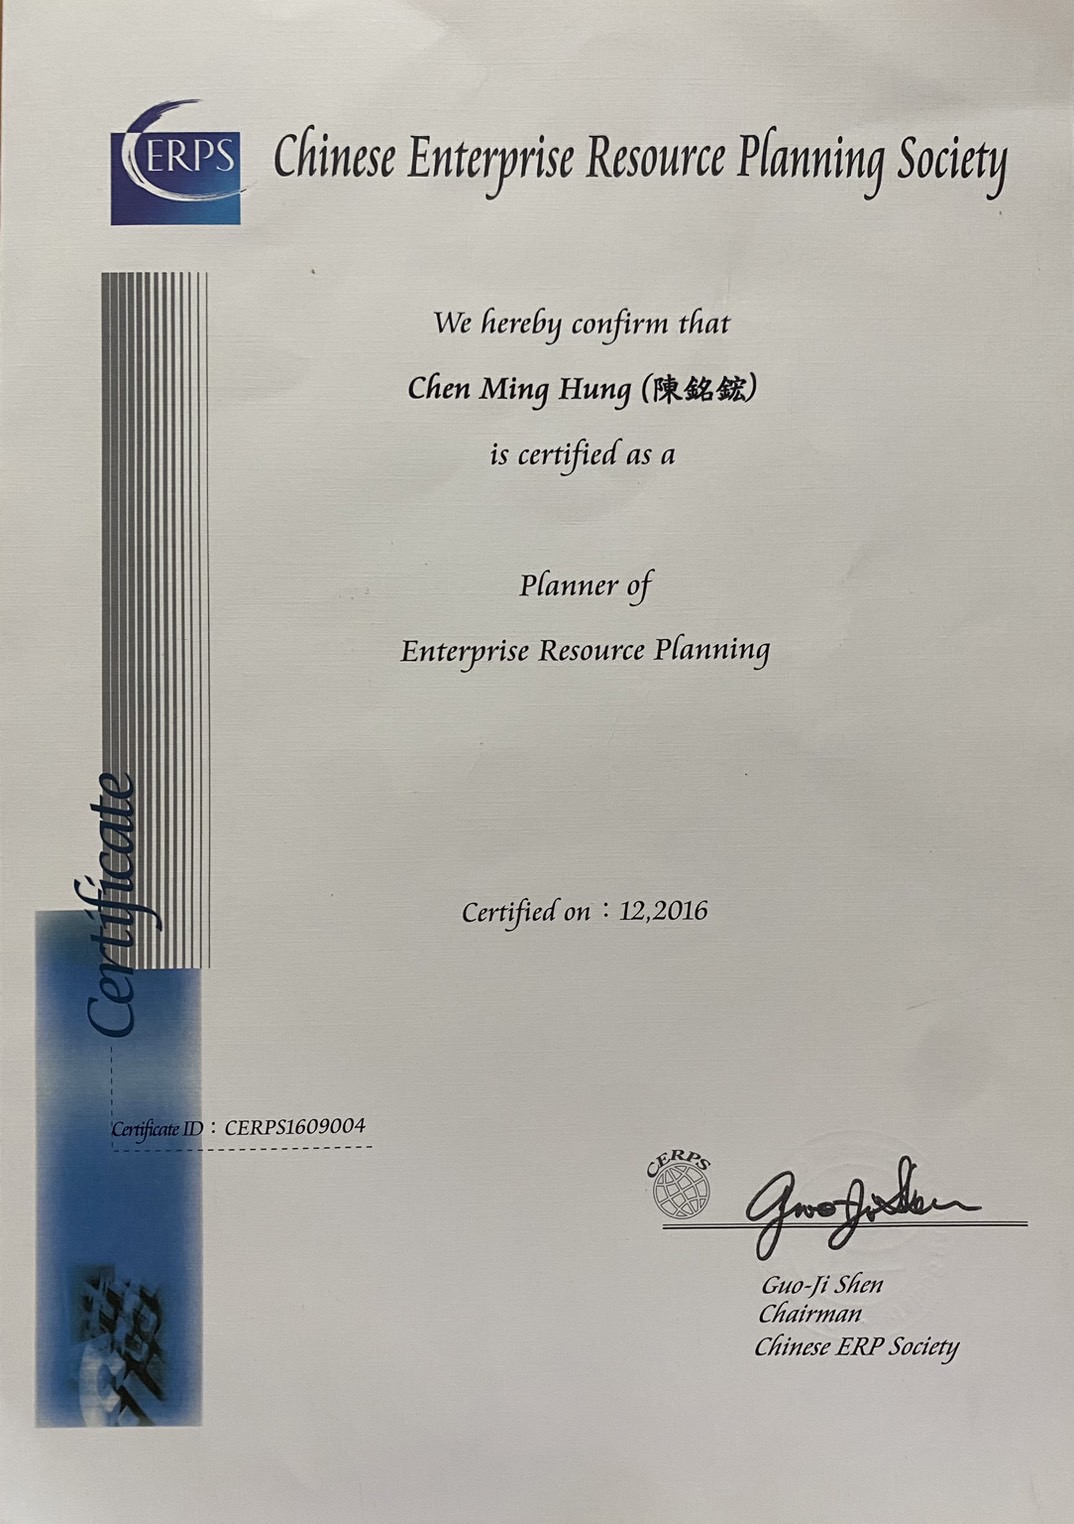 CERPS
Chinese Enterprise Resource Planning Society
We hereby confirm that
Chen Ming Hung (陳銘鋐)
is certified as a
Planner of
Enterprise Resource Planning
Certificate
Certified on：12,2016
Certificate ID：CERPS1609004
CERPS
Guo-Ji Shen
Guo-Ji Shen
Chairman
Chinese ERP Society